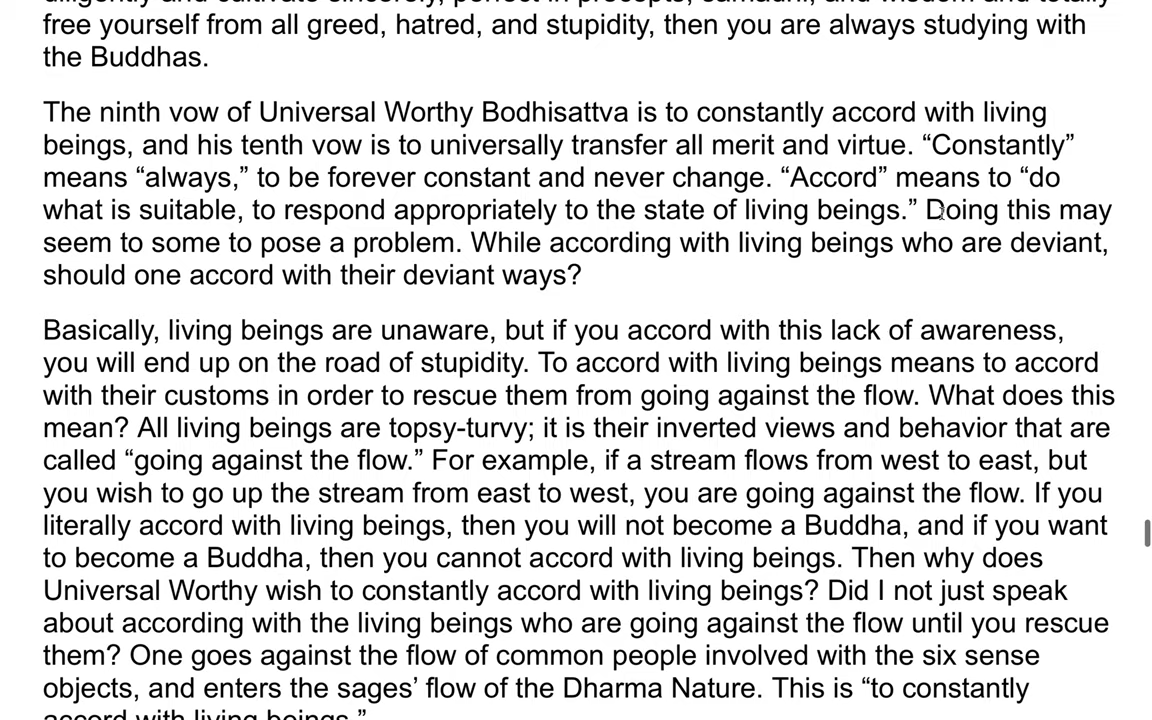 diligently and cultivate sincerely, perfect in precepts, samadhi, and wisdom and totally
free yourself from all greed, hatred, and stupidity, then you are always studying with
the Buddhas.
The ninth vow of Universal Worthy Bodhisattva is to constantly accord with living
beings, and his tenth vow is to universally transfer all merit and virtue. “Constantly”
means “always,” to be forever constant and never change. “Accord” means to “do
what is suitable, to respond appropriately to the state of living beings.” Doing this may
seem to some to pose a problem. While according with living beings who are deviant,
should one accord with their deviant ways?
Basically, living beings are unaware, but if you accord with this lack of awareness,
you will end up on the road of stupidity. To accord with living beings means to accord
with their customs in order to rescue them from going against the flow. What does this
mean? All living beings are topsy-turvy; it is their inverted views and behavior that are
called “going against the flow.” For example, if a stream flows from west to east, but
you wish to go up the stream from east to west, you are going against the flow. If you
literally accord with living beings, then you will not become a Buddha, and if you want
to become a Buddha, then you cannot accord with living beings. Then why does
Universal Worthy wish to constantly accord with living beings? Did I not just speak
about according with the living beings who are going against the flow until you rescue
them? One goes against the flow of common people involved with the six sense
objects, and enters the sages’ flow of the Dharma Nature. This is “to constantly
accord with living beings.”